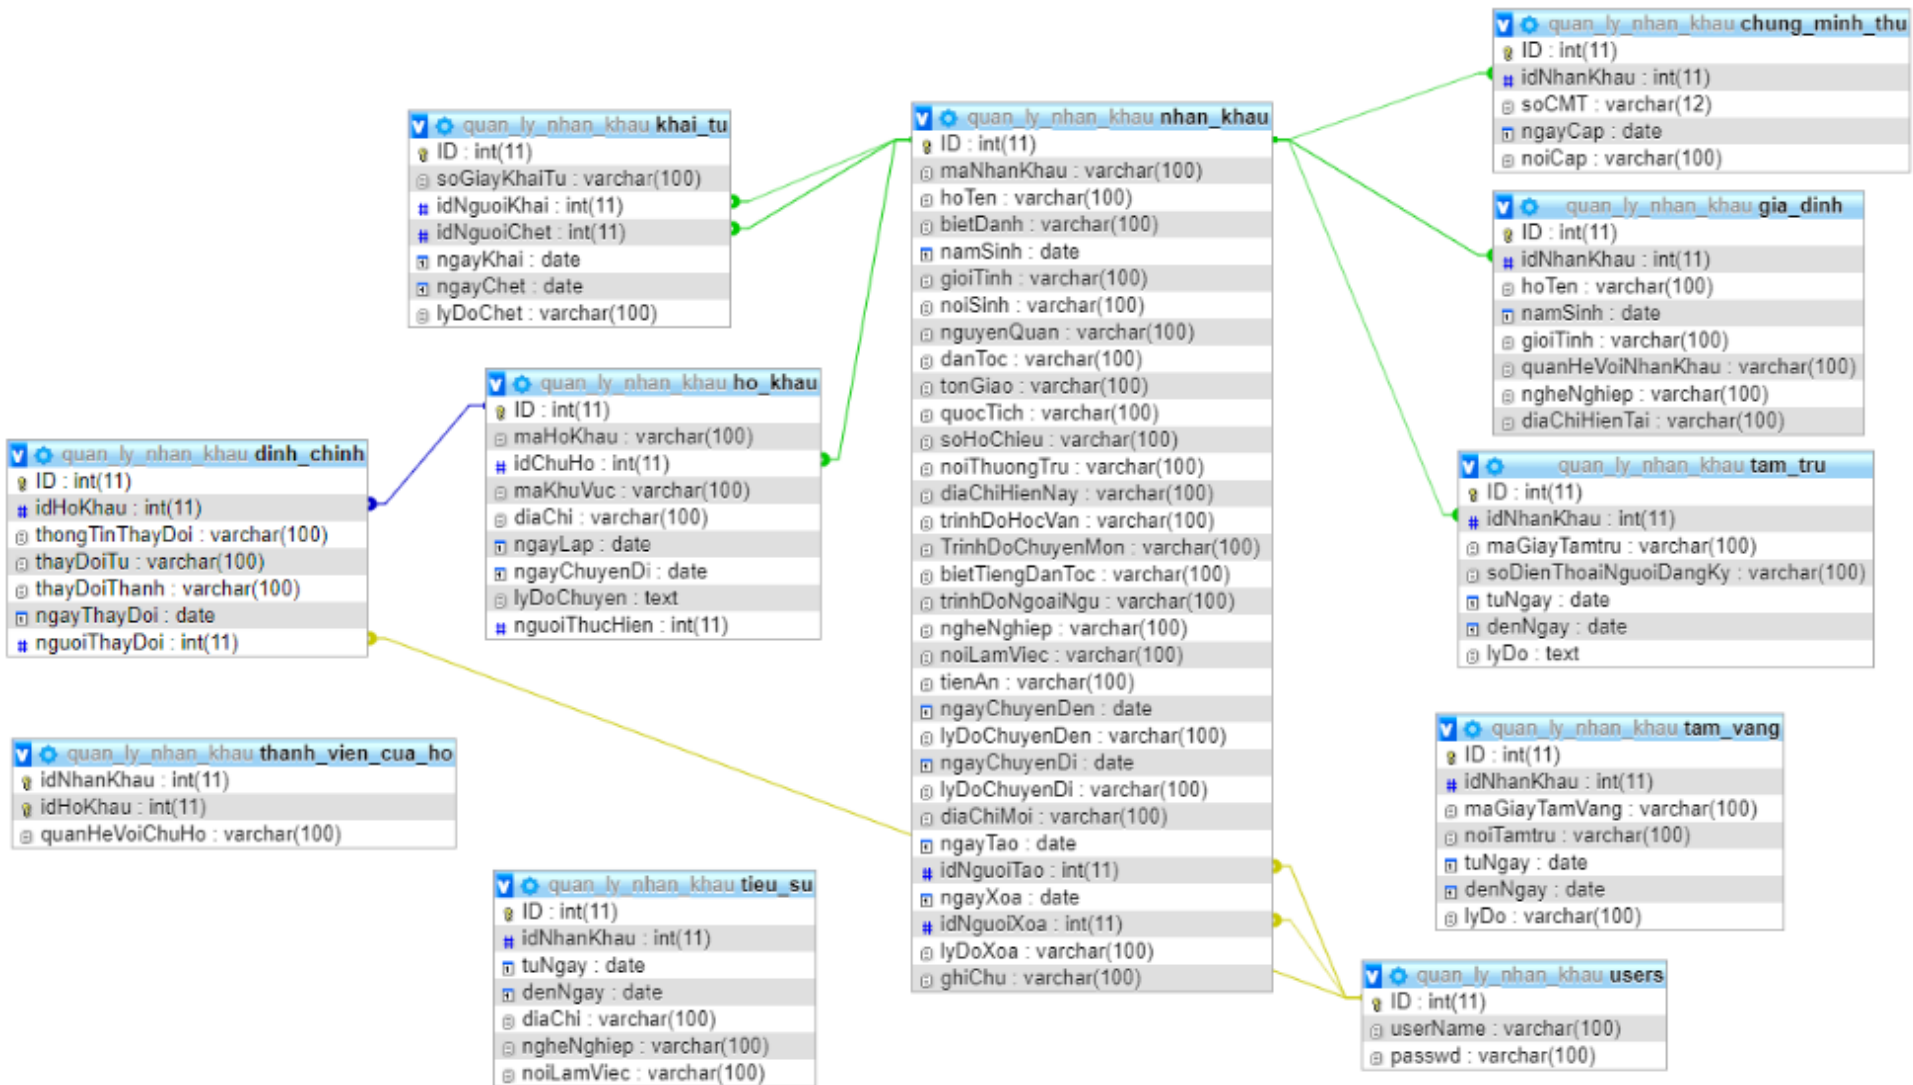 quan_ly_nhan_khau khai_tu
ID : int(11)
soGiayKhaiTu : varchar(100)
idNguoiKhai : int(11)
idNguoiChet : int(11)
ngayKhai : date
ngayChet : date
lyDoChet : varchar(100)
quan_ly_nhan_khau ho_khau
ID : int(11)
maHoKhau : varchar(100)
idChuHo : int(11)
maKhuVuc : varchar(100)
diaChi : varchar(100)
ngayLap : date
ngayChuyenDi : date
lyDoChuyen : text
nguoiThucHien : int(11)
quan_ly_nhan_khau dinh_chinh
ID : int(11)
idHoKhau : int(11)
thongTinThayDoi : varchar(100)
thayDoiTu : varchar(100)
thayDoiThanh : varchar(100)
ngayThayDoi : date
nguoiThayDoi : int(11)
quan_ly_nhan_khau thanh_vien_cua_ho
idNhanKhau : int(11)
idHoKhau : int(11)
quanHeVoiChuHo : varchar(100)
quan_ly_nhan_khau tieu_su
ID : int(11)
idNhanKhau : int(11)
tuNgay : date
denNgay : date
diaChi : varchar(100)
ngheNghiep : varchar(100)
noiLamViec : varchar(100)
quan_ly_nhan_khau nhan_khau
ID : int(11)
maNhanKhau : varchar(100)
hoTen : varchar(100)
bietDanh : varchar(100)
namSinh : date
gioiTinh : varchar(100)
noiSinh : varchar(100)
nguyenQuan : varchar(100)
danToc : varchar(100)
tonGiao : varchar(100)
quocTich : varchar(100)
soHoChieu : varchar(100)
noiThuongTru : varchar(100)
diaChiHienNay : varchar(100)
trinhDoHocVan : varchar(100)
TrinhDoChuyenMon : varchar(100)
bietTiengDanToc : varchar(100)
trinhDoNgoaiNgu : varchar(100)
ngheNghiep : varchar(100)
noiLamViec : varchar(100)
tienAn : varchar(100)
ngayChuyenDen : date
lyDoChuyenDen : varchar(100)
ngayChuyenDi : date
lyDoChuyenDi : varchar(100)
diaChiMoi : varchar(100)
ngayTao : date
idNguoiTao : int(11)
ngayXoa : date
idNguoiXoa : int(11)
lyDoXoa : varchar(100)
ghiChu : varchar(100)
quan_ly_nhan_khau chung_minh_thu
ID : int(11)
idNhanKhau : int(11)
soCMT : varchar(12)
ngayCap : date
noiCap : varchar(100)
quan_ly_nhan_khau gia_dinh
ID : int(11)
idNhanKhau : int(11)
hoTen : varchar(100)
namSinh : date
gioiTinh : varchar(100)
quanHeVoiNhanKhau : varchar(100)
ngheNghiep : varchar(100)
diaChiHienTai : varchar(100)
quan_ly_nhan_khau tam_tru
ID : int(11)
idNhanKhau : int(11)
maGiayTamtru : varchar(100)
soDienThoaiNguoiDangKy : varchar(100)
tuNgay : date
denNgay : date
lyDo : text
quan_ly_nhan_khau tam_vang
ID : int(11)
idNhanKhau : int(11)
maGiayTamVang : varchar(100)
noiTamtru : varchar(100)
tuNgay : date
denNgay : date
lyDo : varchar(100)
quan_ly_nhan_khau users
ID : int(11)
userName : varchar(100)
passwd : varchar(100)